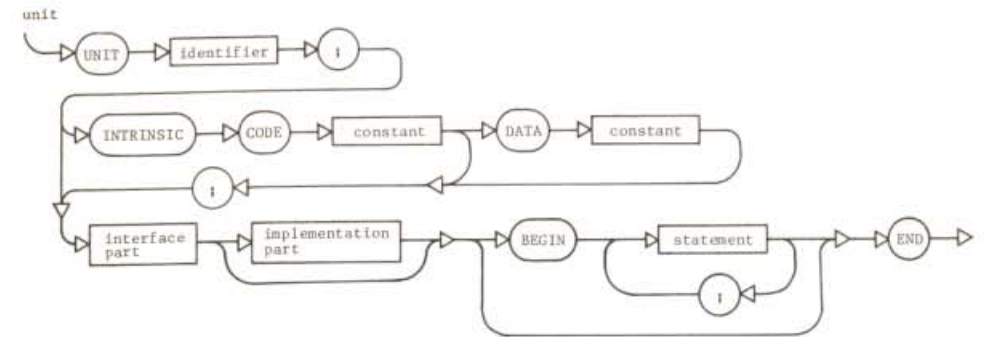 unit
UNIT identifier ;
INTRINSIC CODE constant DATA constant
;
interface part implementation part BEGIN statement END
;